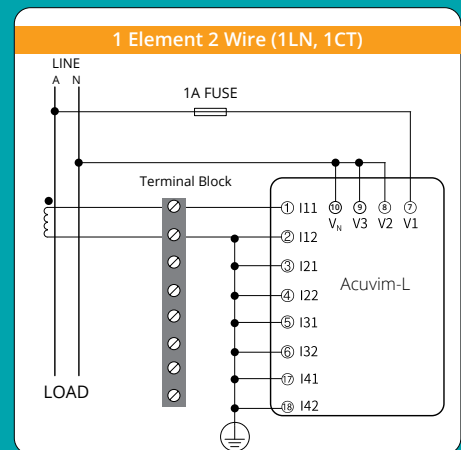 1 Element 2 Wire (1LN, 1CT)
LINE
A N
1A FUSE
Terminal Block
10 9 8 7
VN V3 V2 V1
1 I11
2 I12
3 I21
4 I22
5 I31
6 I32
17 I41
18 I42
Acuvim-L
LOAD